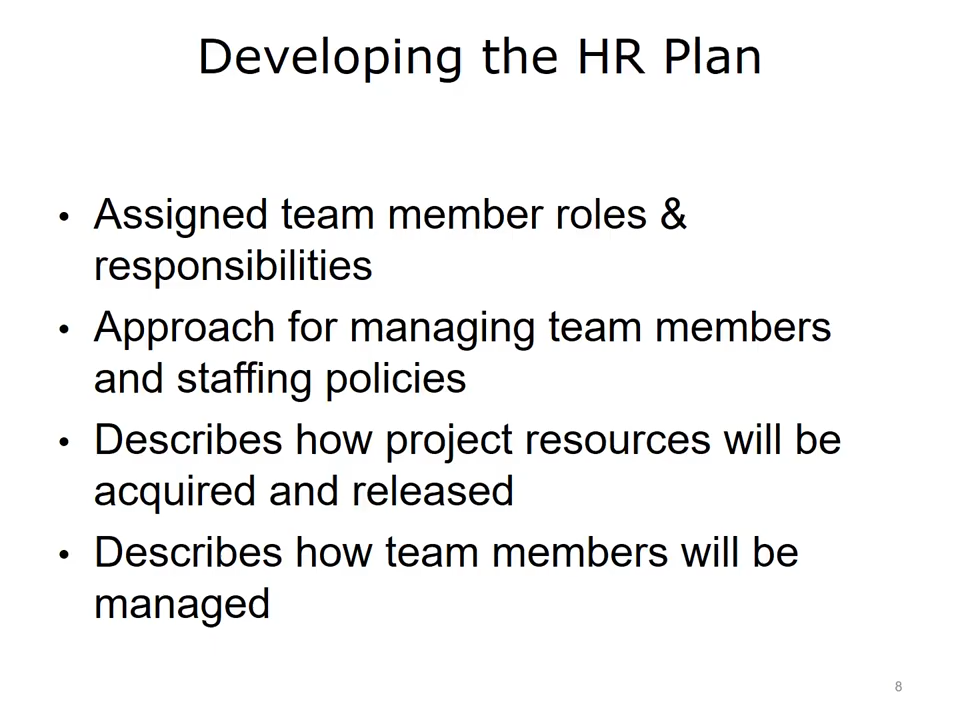 Developing the HR Plan
• Assigned team member roles &
responsibilities
• Approach for managing team members
and staffing policies
• Describes how project resources will be
acquired and released
• Describes how team members will be
managed
8